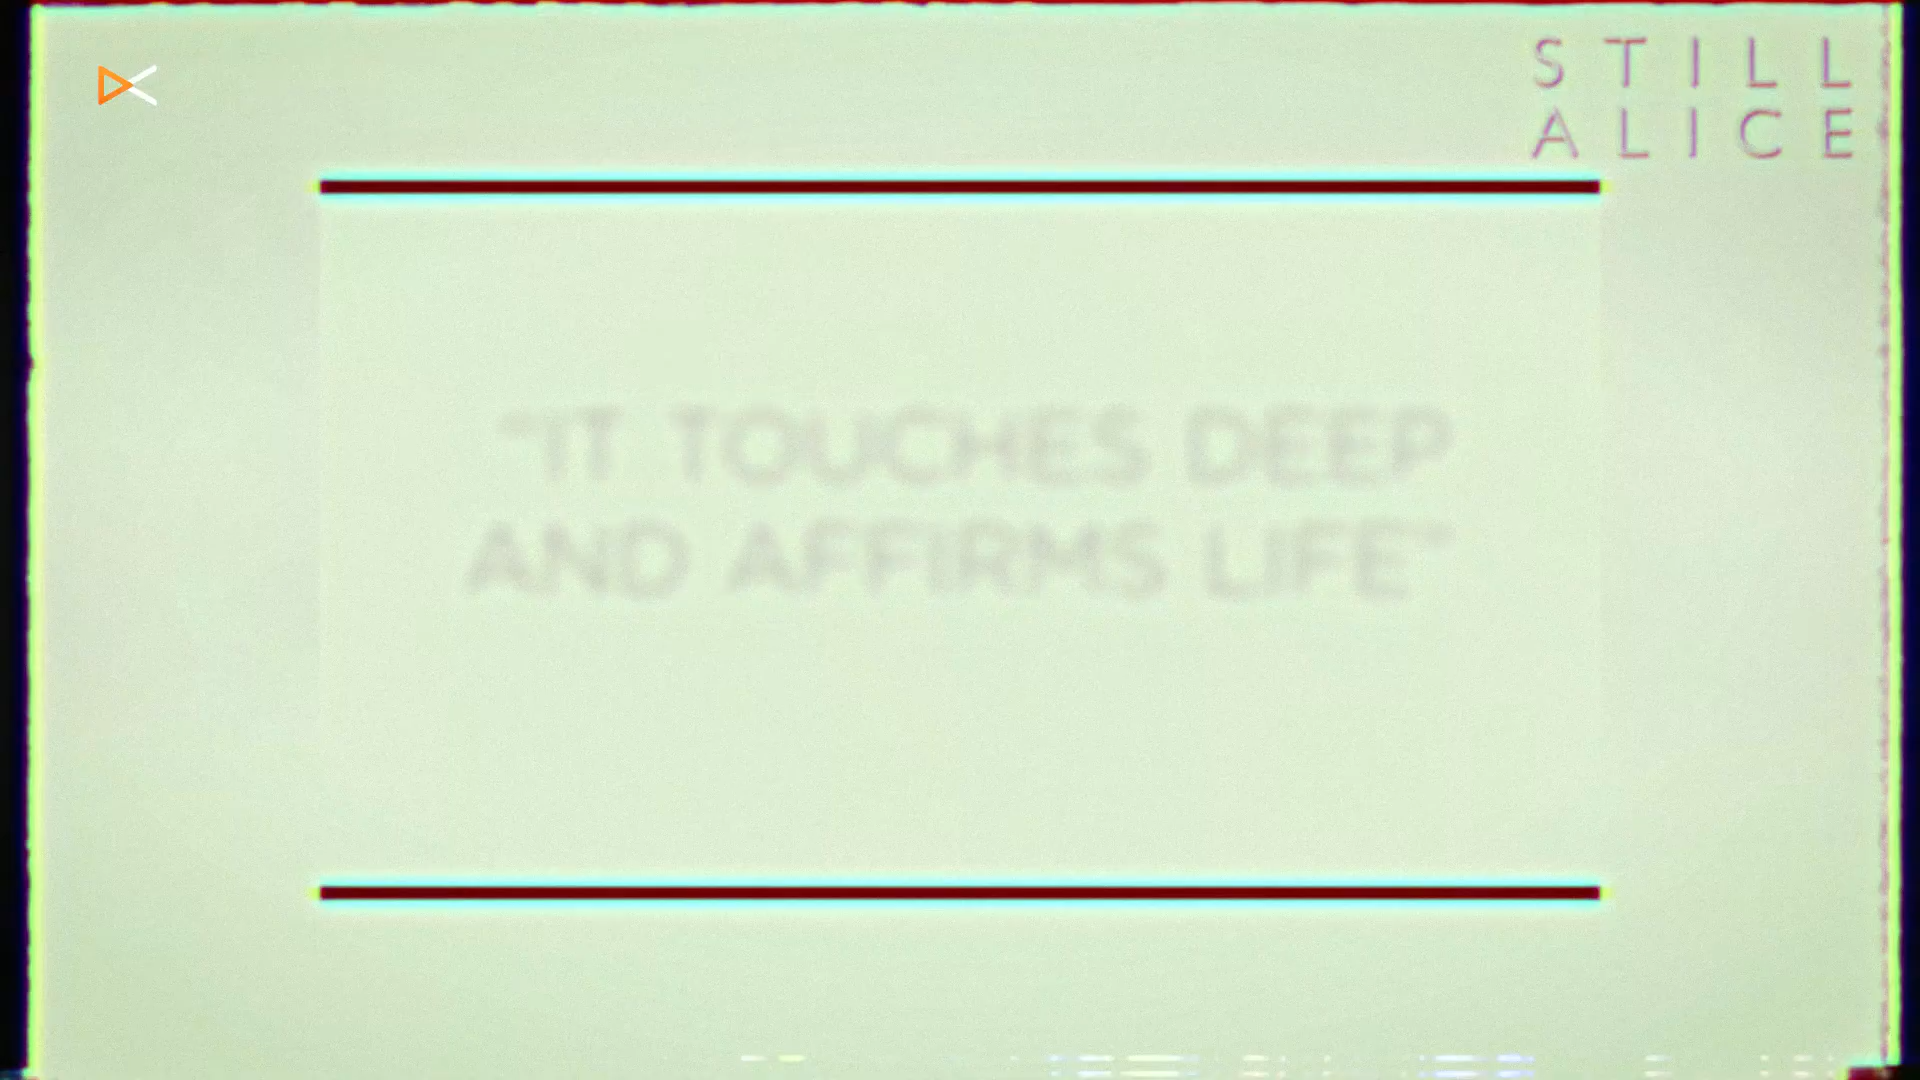 STILL
ALICE
"IT TOUCHES DEEP
AND AFFIRMS LIFE"